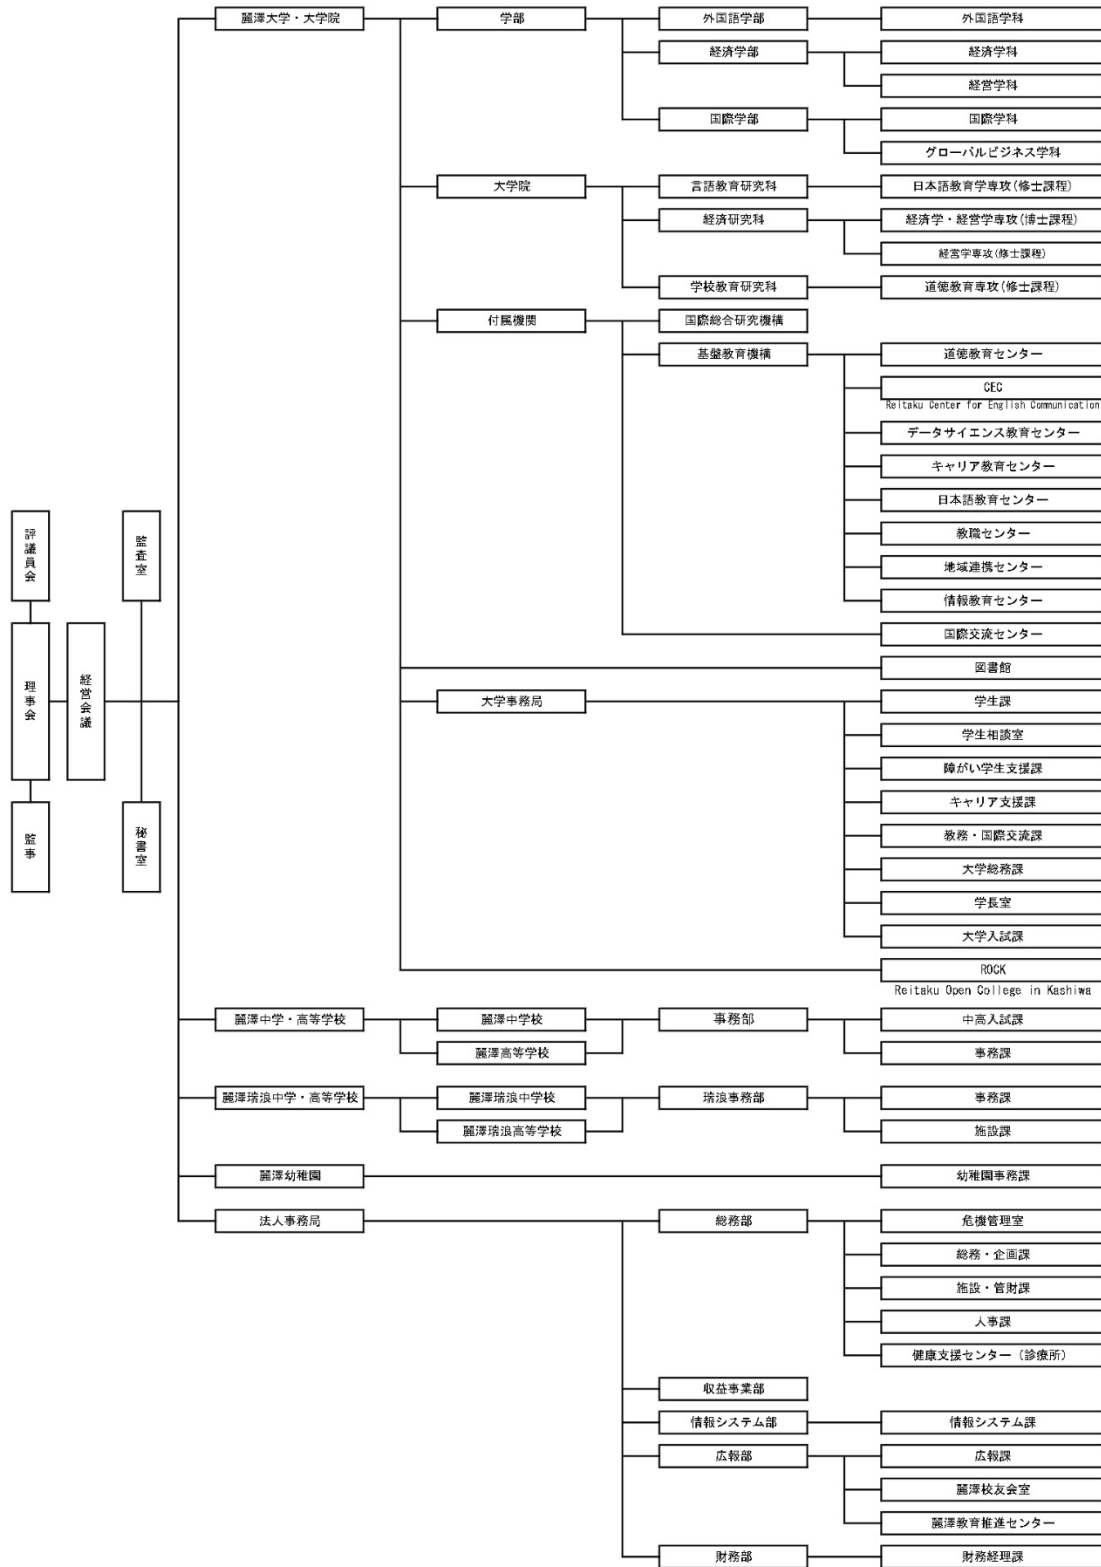 麗澤大学・大学院
学部
外国語学部
外国語学科
経済学部
経済学科
経営学科
国際学部
国際学科
グローバルビジネス学科
大学院
言語教育研究科
日本語教育学専攻(修士課程)
経済研究科
経済学・経営学専攻(博士課程)
経営学専攻(修士課程)
学校教育研究科
道徳教育専攻(修士課程)
付属機関
国際総合研究機構
基盤教育機構
道徳教育センター
CEC
Reitaku Center for English Communication
データサイエンス教育センター
キャリア教育センター
日本語教育センター
教職センター
地域連携センター
情報教育センター
国際交流センター
図書館
評議員会
理事会
監事
経営会議
監査室
秘書室
大学事務局
学生課
学生相談室
障がい学生支援課
キャリア支援課
教務・国際交流課
大学総務課
学長室
大学入試課
ROCK
Reitaku Open College in Kashiwa
麗澤中学・高等学校
麗澤中学校
麗澤高等学校
事務部
中高入試課
事務課
麗澤瑞浪中学・高等学校
麗澤瑞浪中学校
麗澤瑞浪高等学校
瑞浪事務部
事務課
施設課
麗澤幼稚園
幼稚園事務課
法人事務局
総務部
危機管理室
総務・企画課
施設・管財課
人事課
健康支援センター（診療所）
収益事業部
情報システム部
情報システム課
広報部
広報課
麗澤校友会室
麗澤教育推進センター
財務部
財務経理課